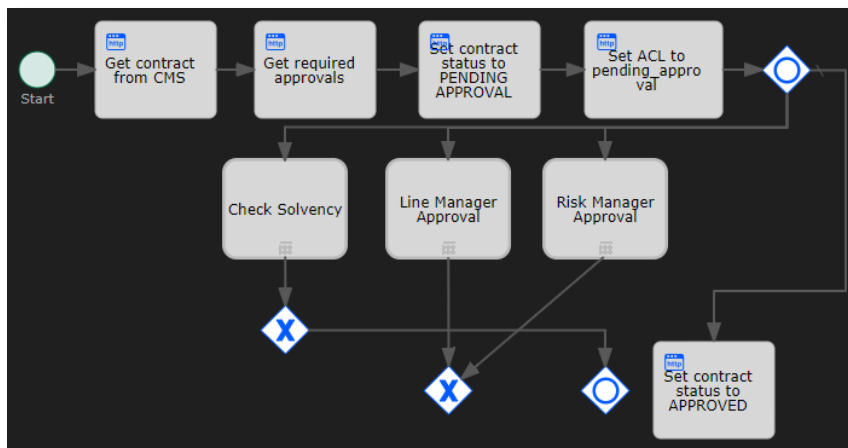 http
Get contract
from CMS
http
Get required
approvals
http
Set contract
status to
PENDING
APPROVAL
http
Set ACL to
pending_appro
val
Start
Check Solvency
Line Manager
Approval
Risk Manager
Approval
X
X
http
Set contract
status to
APPROVED